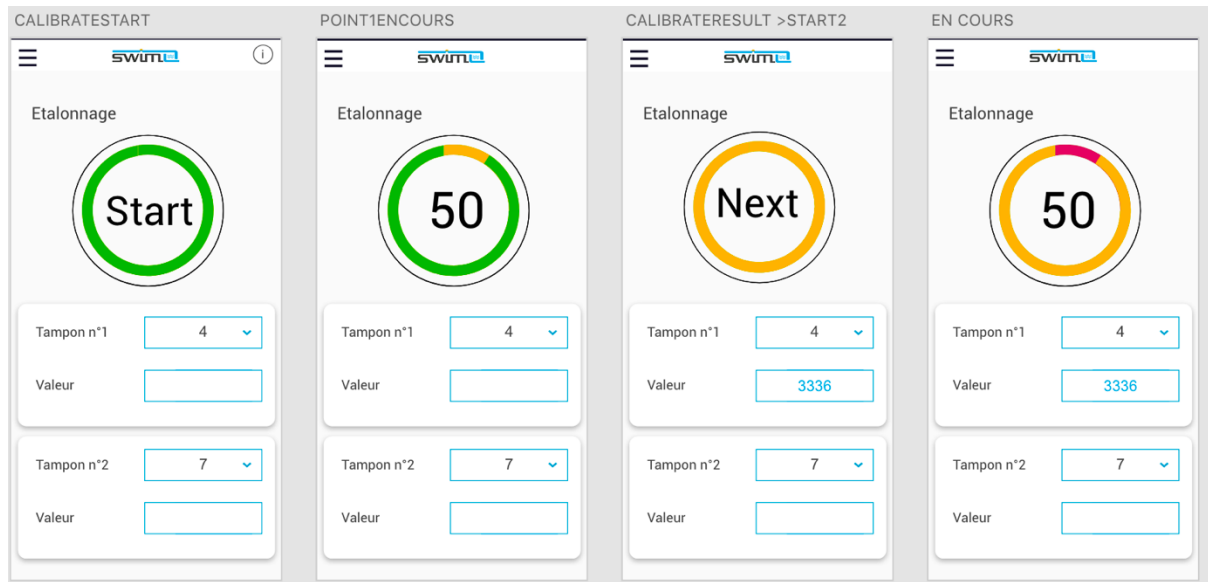 CALIBRATESTART
swim
i
Etalonnage
Start
Tampon n°1 4
Valeur
Tampon n°2 7
Valeur
POINT1ENCOURS
swim
Etalonnage
50
Tampon n°1 4
Valeur
Tampon n°2 7
Valeur
CALIBRATERESULT >START2
swim
Etalonnage
Next
Tampon n°1 4
Valeur 3336
Tampon n°2 7
Valeur
EN COURS
swim
Etalonnage
50
Tampon n°1 4
Valeur 3336
Tampon n°2 7
Valeur